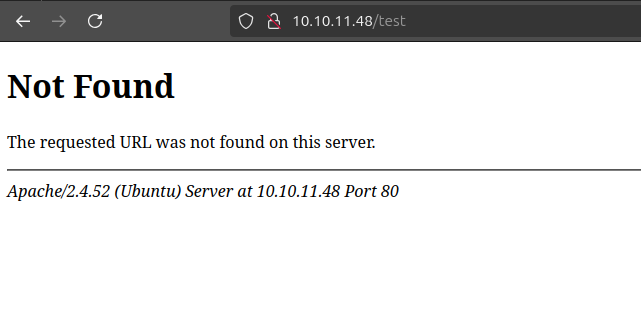 10.10.11.48/test
Not Found
The requested URL was not found on this server.
Apache/2.4.52 (Ubuntu) Server at 10.10.11.48 Port 80